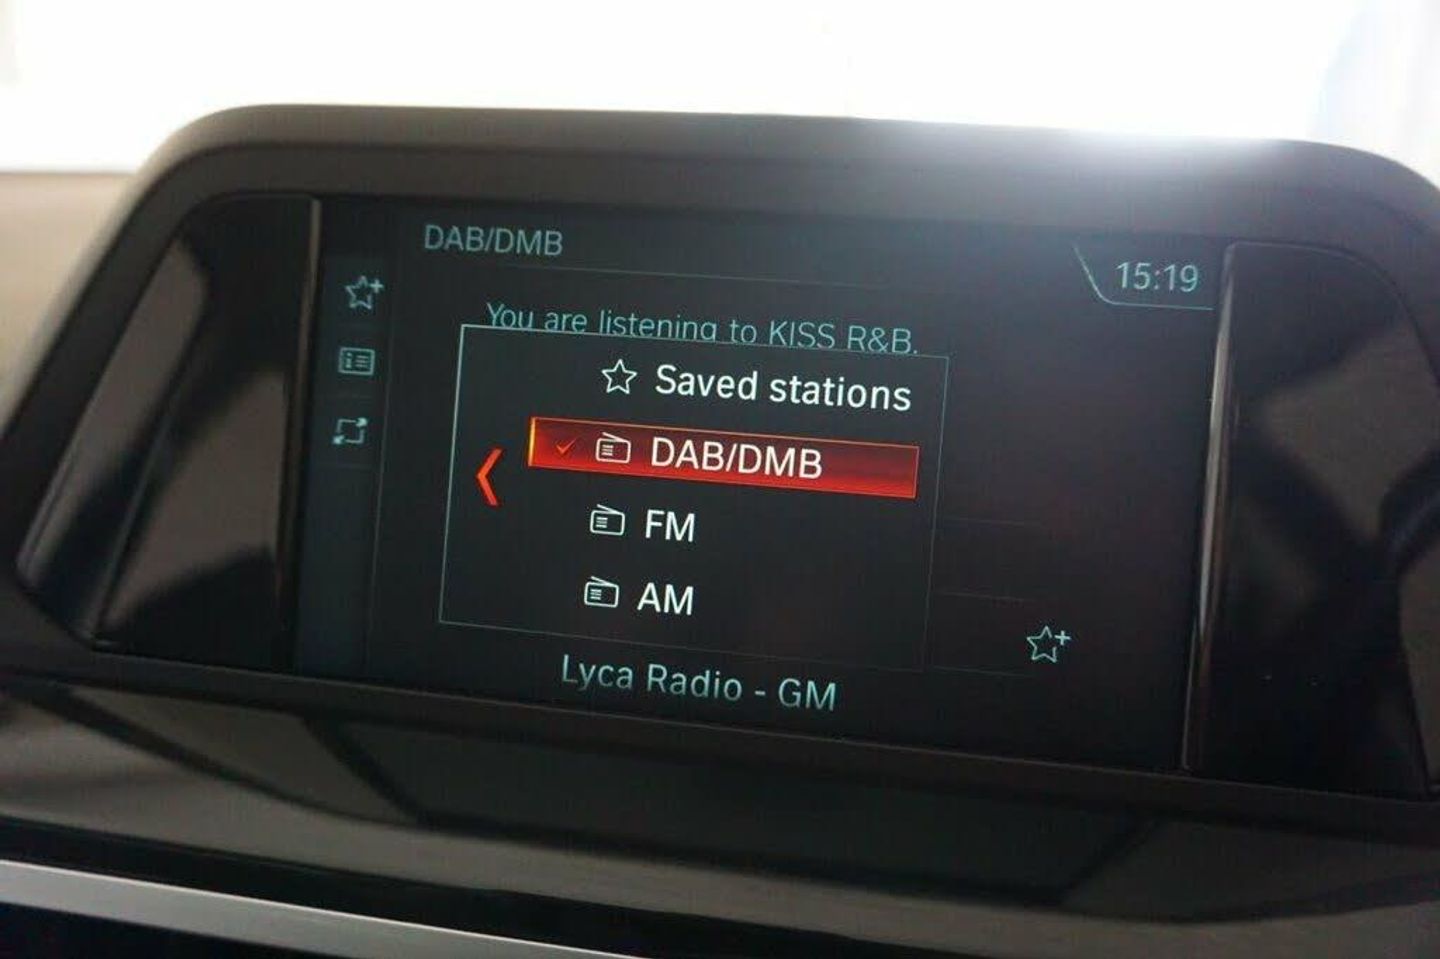 DAB/DMB
15:19
You are listening to KISS R&B.
Saved stations
DAB/DMB
FM
AM
Lyca Radio - GM